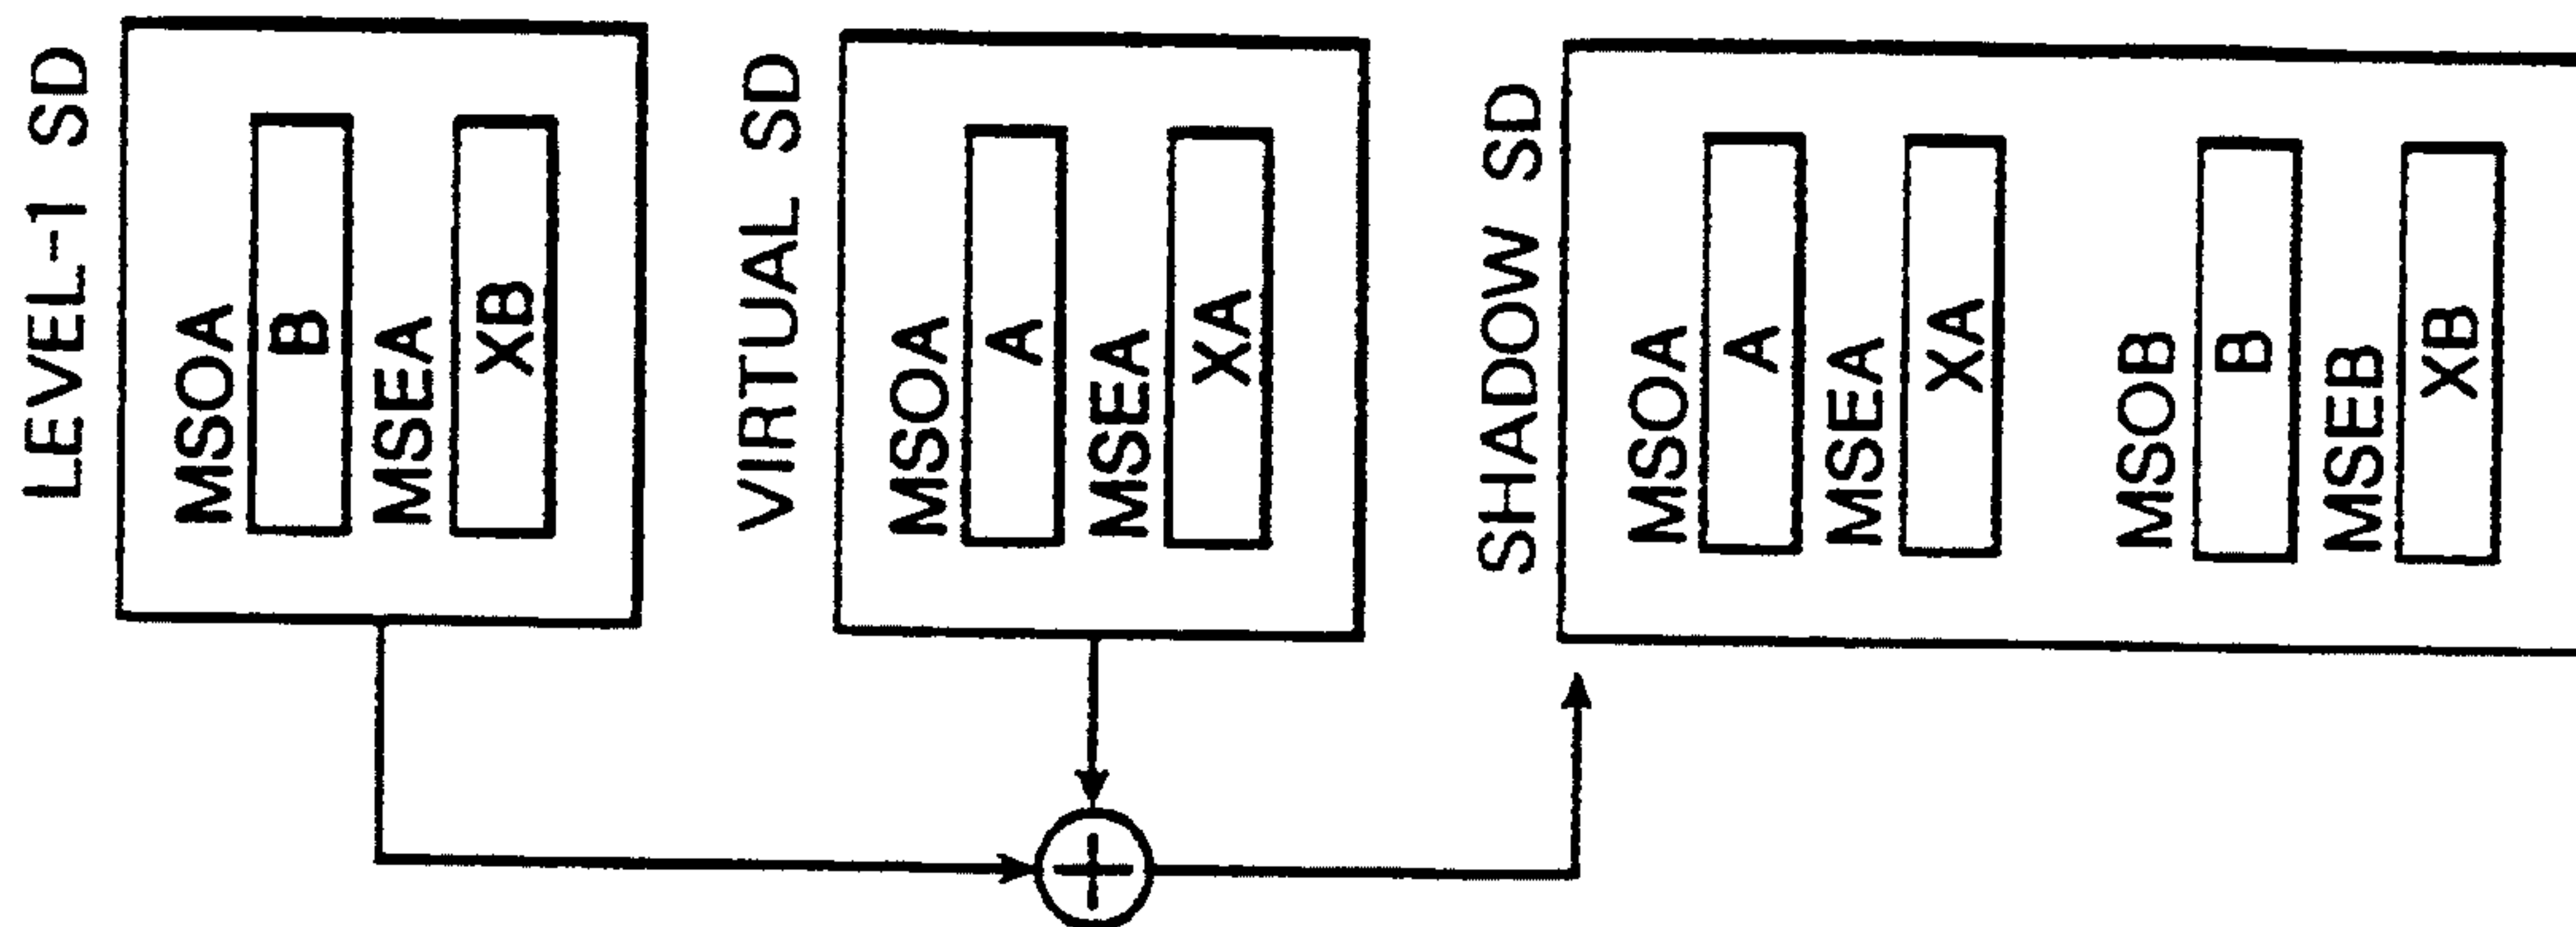 LEVEL-1 SD
MSOA
B
MSEA
XB
VIRTUAL SD
MSOA
A
MSEA
XA
SHADOW SD
MSOA
A
MSEA
XA
MSOB
B
MSEB
XB
+